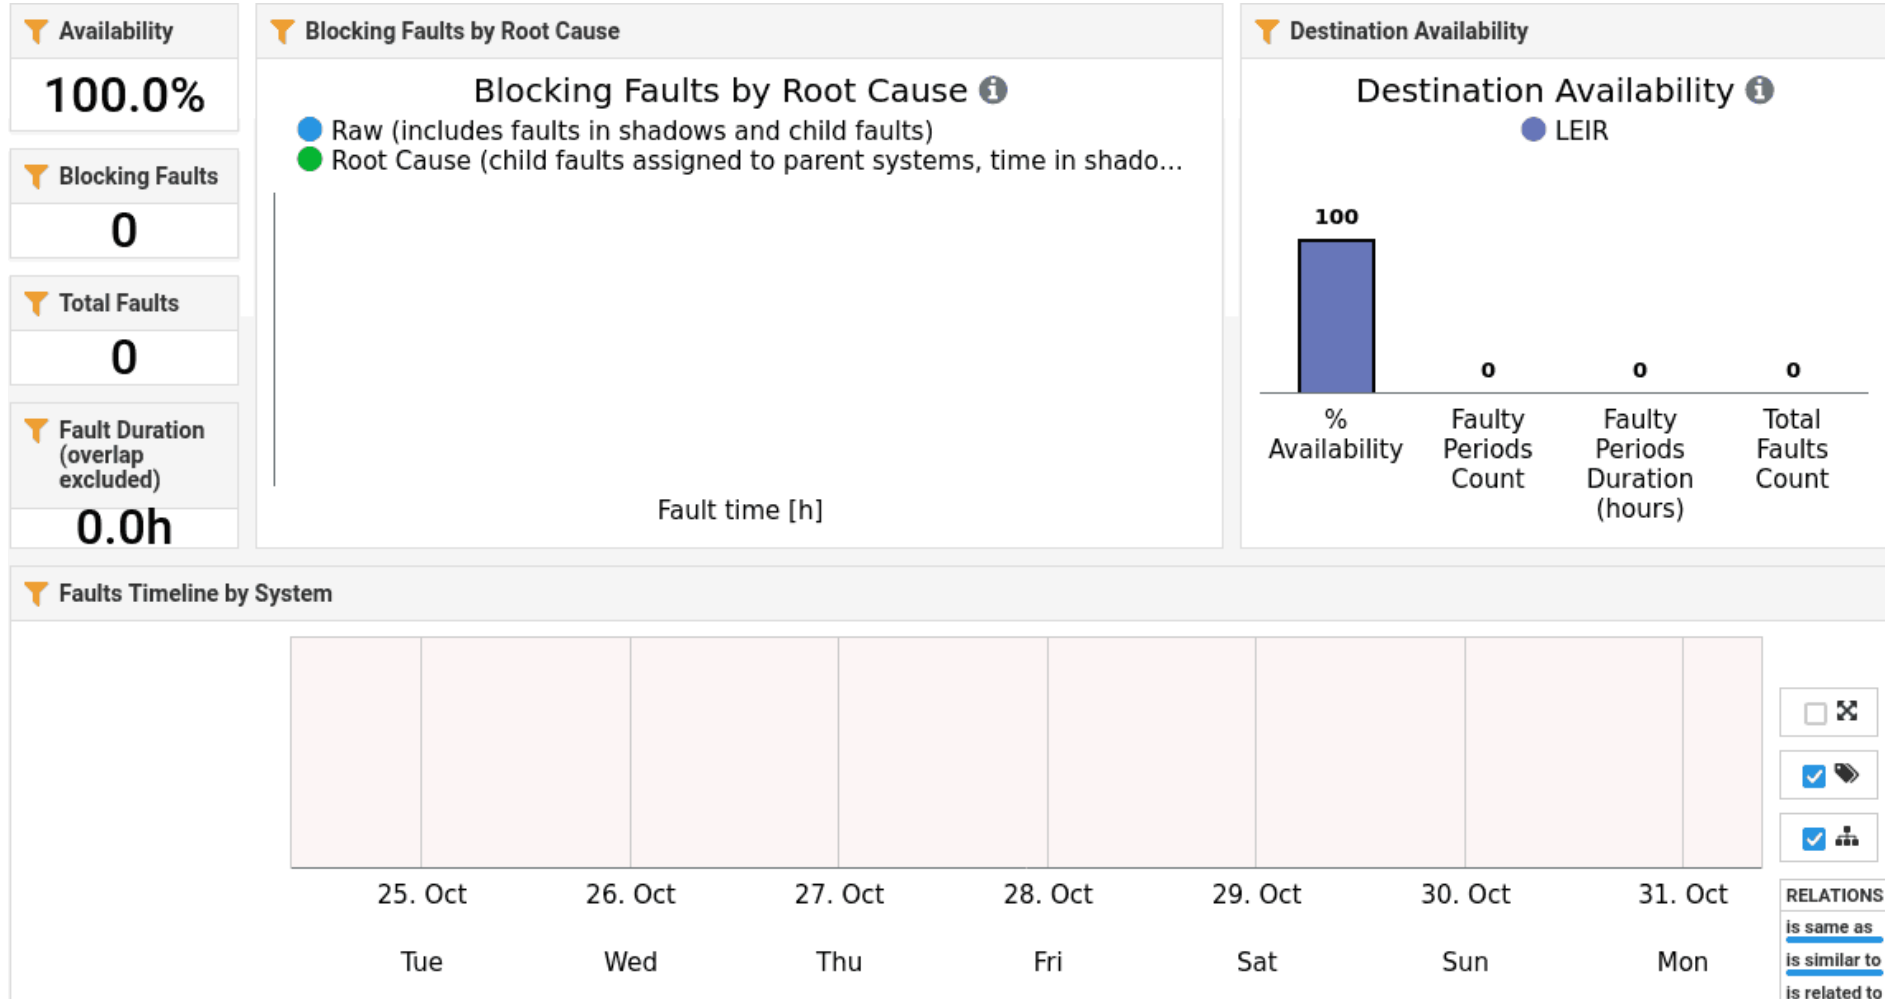 Availability
100.0%
Blocking Faults
0
Total Faults
0
Fault Duration
(overlap
excluded)
0.0h
Blocking Faults by Root Cause
Blocking Faults by Root Cause
Raw (includes faults in shadows and child faults)
Root Cause (child faults assigned to parent systems, time in shado...
Fault time [h]
Destination Availability
Destination Availability
LEIR
100
0
0
0
%
Availability
Faulty
Periods
Count
Faulty
Periods
Duration
(hours)
Total
Faults
Count
Faults Timeline by System
25. Oct
26. Oct
27. Oct
28. Oct
29. Oct
30. Oct
31. Oct
Tue
Wed
Thu
Fri
Sat
Sun
Mon
RELATIONS
is same as
is similar to
is related to